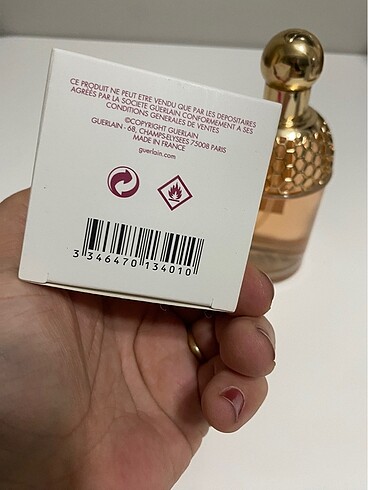 CE PRODUIT NE PEUT ETRE VENDU QUE PAR LES DEPOSITAIRES
AGRÉES PAR LA SOCIETE GUERLAIN CONFORMEMENT A SES
CONDITIONS GENERALES DE VENTES
©COPYRIGHT GUERLAIN
GUERLAIN - 68, CHAMPS-ELYSEES 75008 PARIS
MADE IN FRANCE
guerlain.com
3 346470 134010